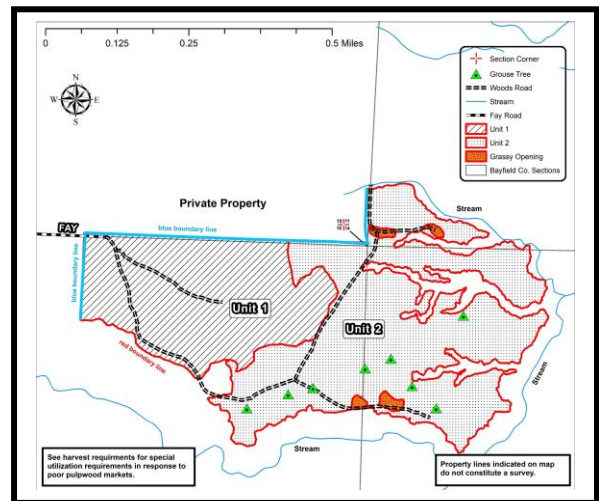 0 0.125 0.25 0.5 Miles
N
W E
S
Section Corner
Grouse Tree
Woods Road
Stream
Fay Road
Unit 1
Unit 2
Grassy Opening
Bayfield Co. Sections
Private Property
Stream
FAY
blue boundary line
blue boundary line
Unit 1
Unit 2
red boundary line
Stream
Stream
See harvest requirments for special
utilization requirements in response to
poor pulpwood markets.
Property lines indicated on map
do not constitute a survey.